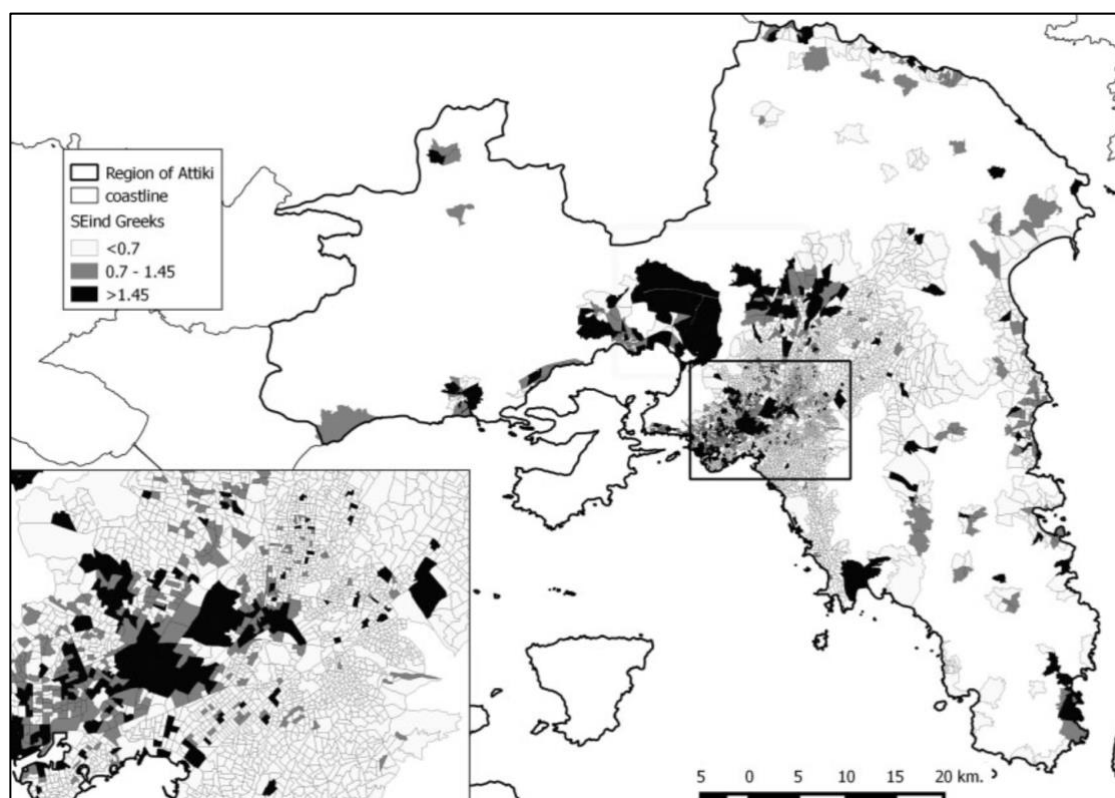 Region of Attiki
coastline
SEind Greeks
<0.7
0.7 - 1.45
>1.45
5 0 5 10 15 20 km.